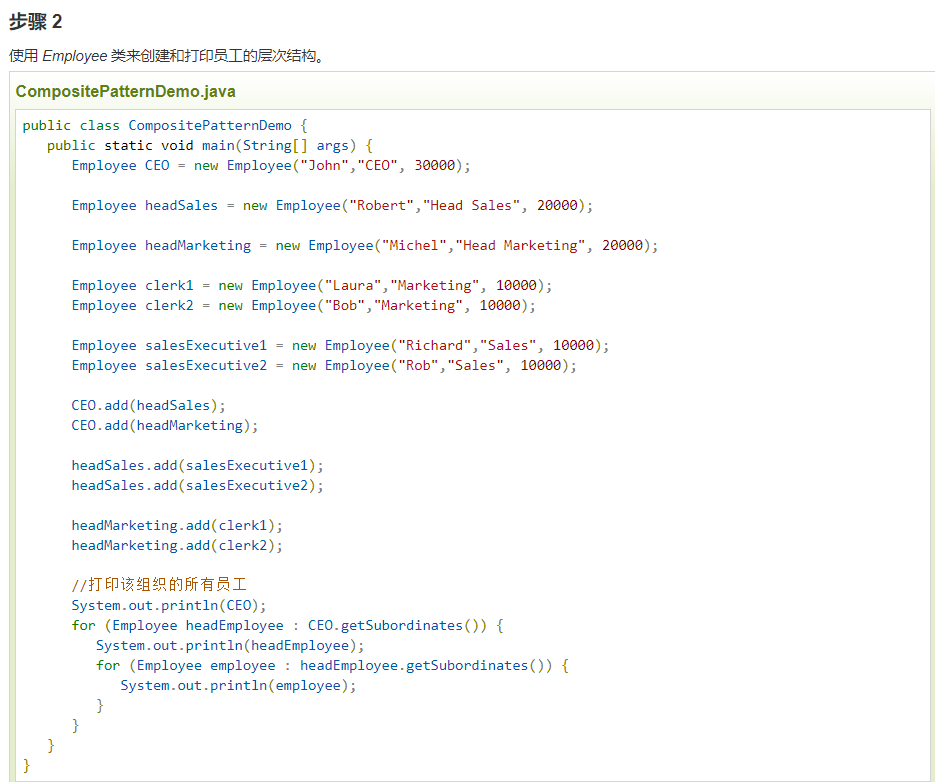 步骤 2
使用 Employee 类来创建和打印员工的层次结构。
CompositePatternDemo.java
public class CompositePatternDemo {
   public static void main(String[] args) {
      Employee CEO = new Employee("John","CEO", 30000);
      Employee headSales = new Employee("Robert","Head Sales", 20000);
      Employee headMarketing = new Employee("Michel","Head Marketing", 20000);
      Employee clerk1 = new Employee("Laura","Marketing", 10000);
      Employee clerk2 = new Employee("Bob","Marketing", 10000);
      Employee salesExecutive1 = new Employee("Richard","Sales", 10000);
      Employee salesExecutive2 = new Employee("Rob","Sales", 10000);
      CEO.add(headSales);
      CEO.add(headMarketing);
      headSales.add(salesExecutive1);
      headSales.add(salesExecutive2);
      headMarketing.add(clerk1);
      headMarketing.add(clerk2);
      //打印该组织的所有员工
      System.out.println(CEO);
      for (Employee headEmployee : CEO.getSubordinates()) {
         System.out.println(headEmployee);
         for (Employee employee : headEmployee.getSubordinates()) {
            System.out.println(employee);
         }
      }
   }
}